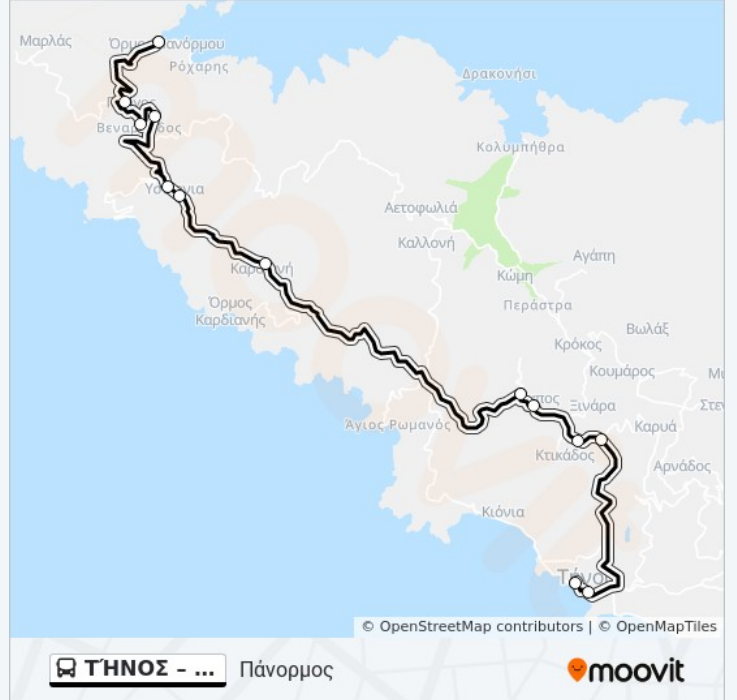 Μαρλάς
Όρμος Πανόρμου
Ρόχαρης
Δρακονήσι
Κολυμπήθρα
Αετοφωλιά
Καλλονή
Αγάπη
Κώμη
Περάστρα
Όρμος
Καρδιανής
Βωλάξ
Κρόκος
Κουμάρος
Ξινάρα
Καρυά
Άγιος Ρωμανός
Κτικάδος
Αρνάδος
Κιόνια
© OpenStreetMap contributors | © OpenMapTiles
ΤΉΝΟΣ – ...
Πάνορμος
moovit